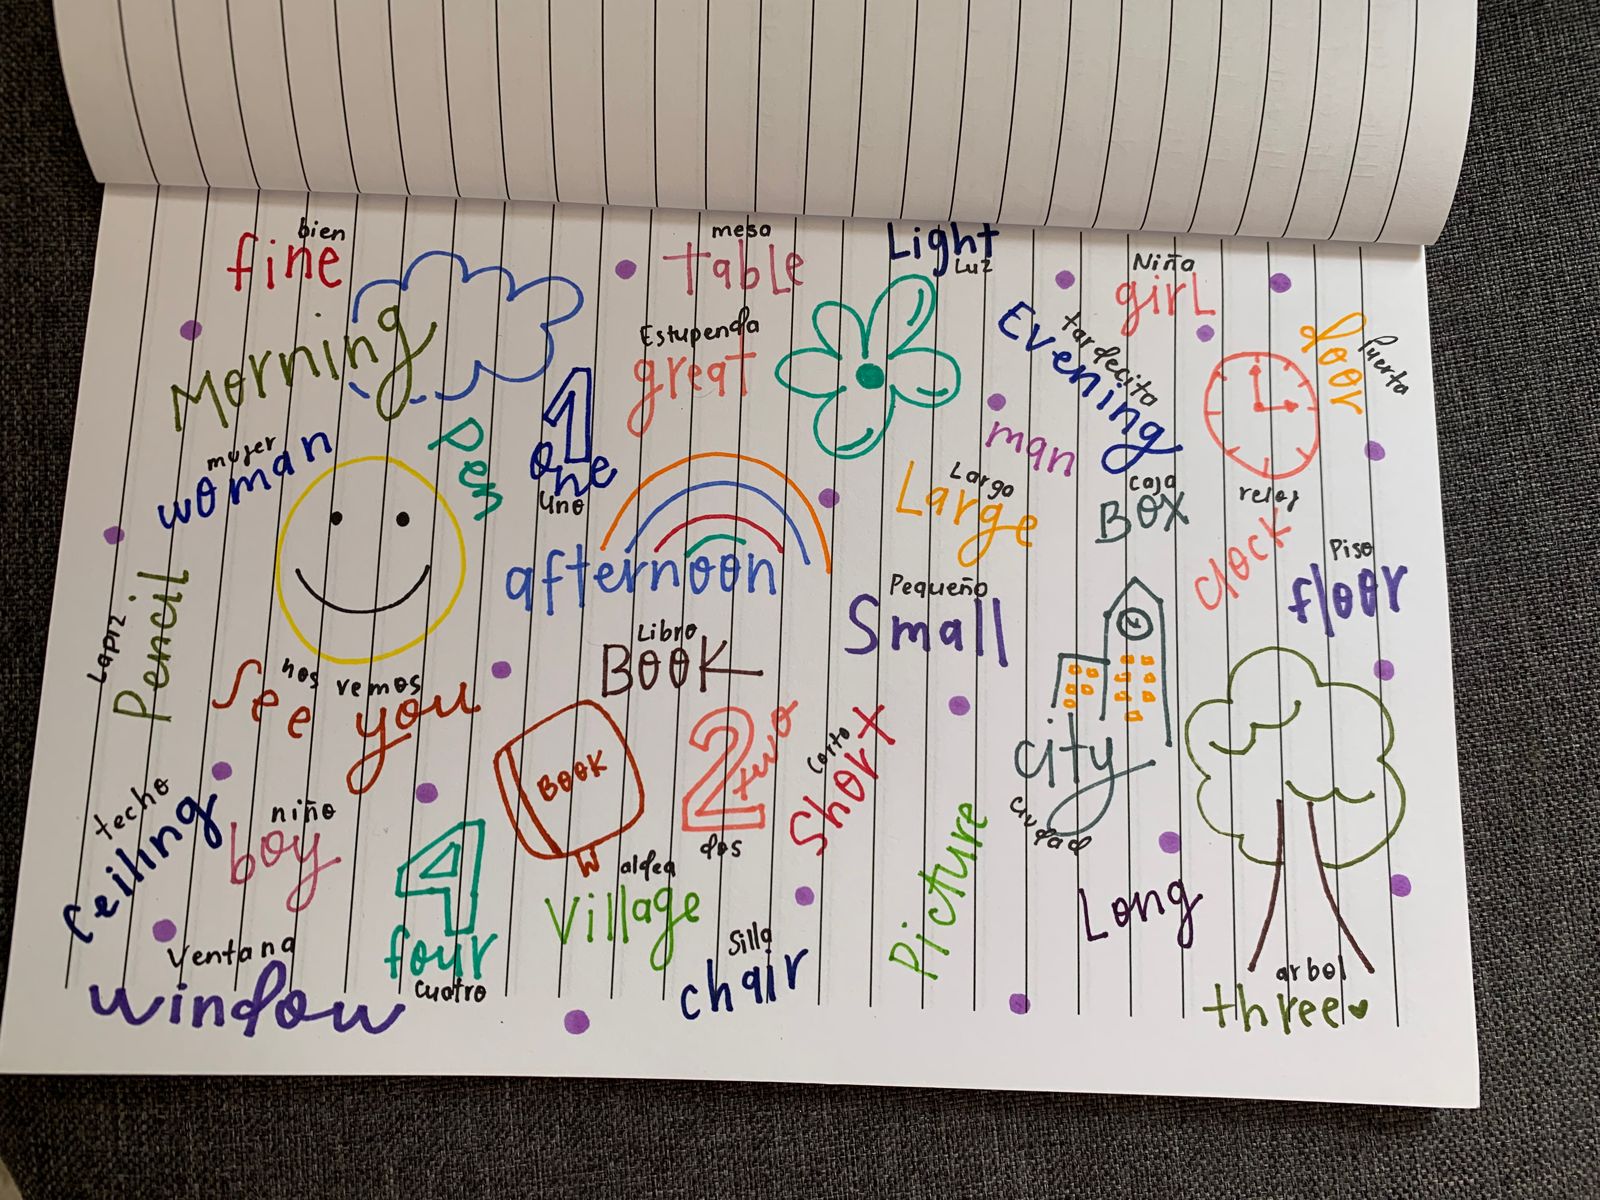 bien
fine
Morning
mesa
table
Light
Luz
Niña
girL
Estupenda
great
Evening
tardecito
door
Puerta
1
one
Uno
Pen
mujer
woman
man
Largo
Large
caja
BOX
reloj
clock
afternoon
Piso
floor
Pequeño
Small
Lapiz
Pencil
Libro
BOOK
nos vemos
see you
BOOK
2
two
dos
corto
Short
city
ciudad
techo
ceiling
niño
boy
4
four
cuatro
aldea
Village
Picture
Long
Silla
chair
Ventana
window
arbol
three